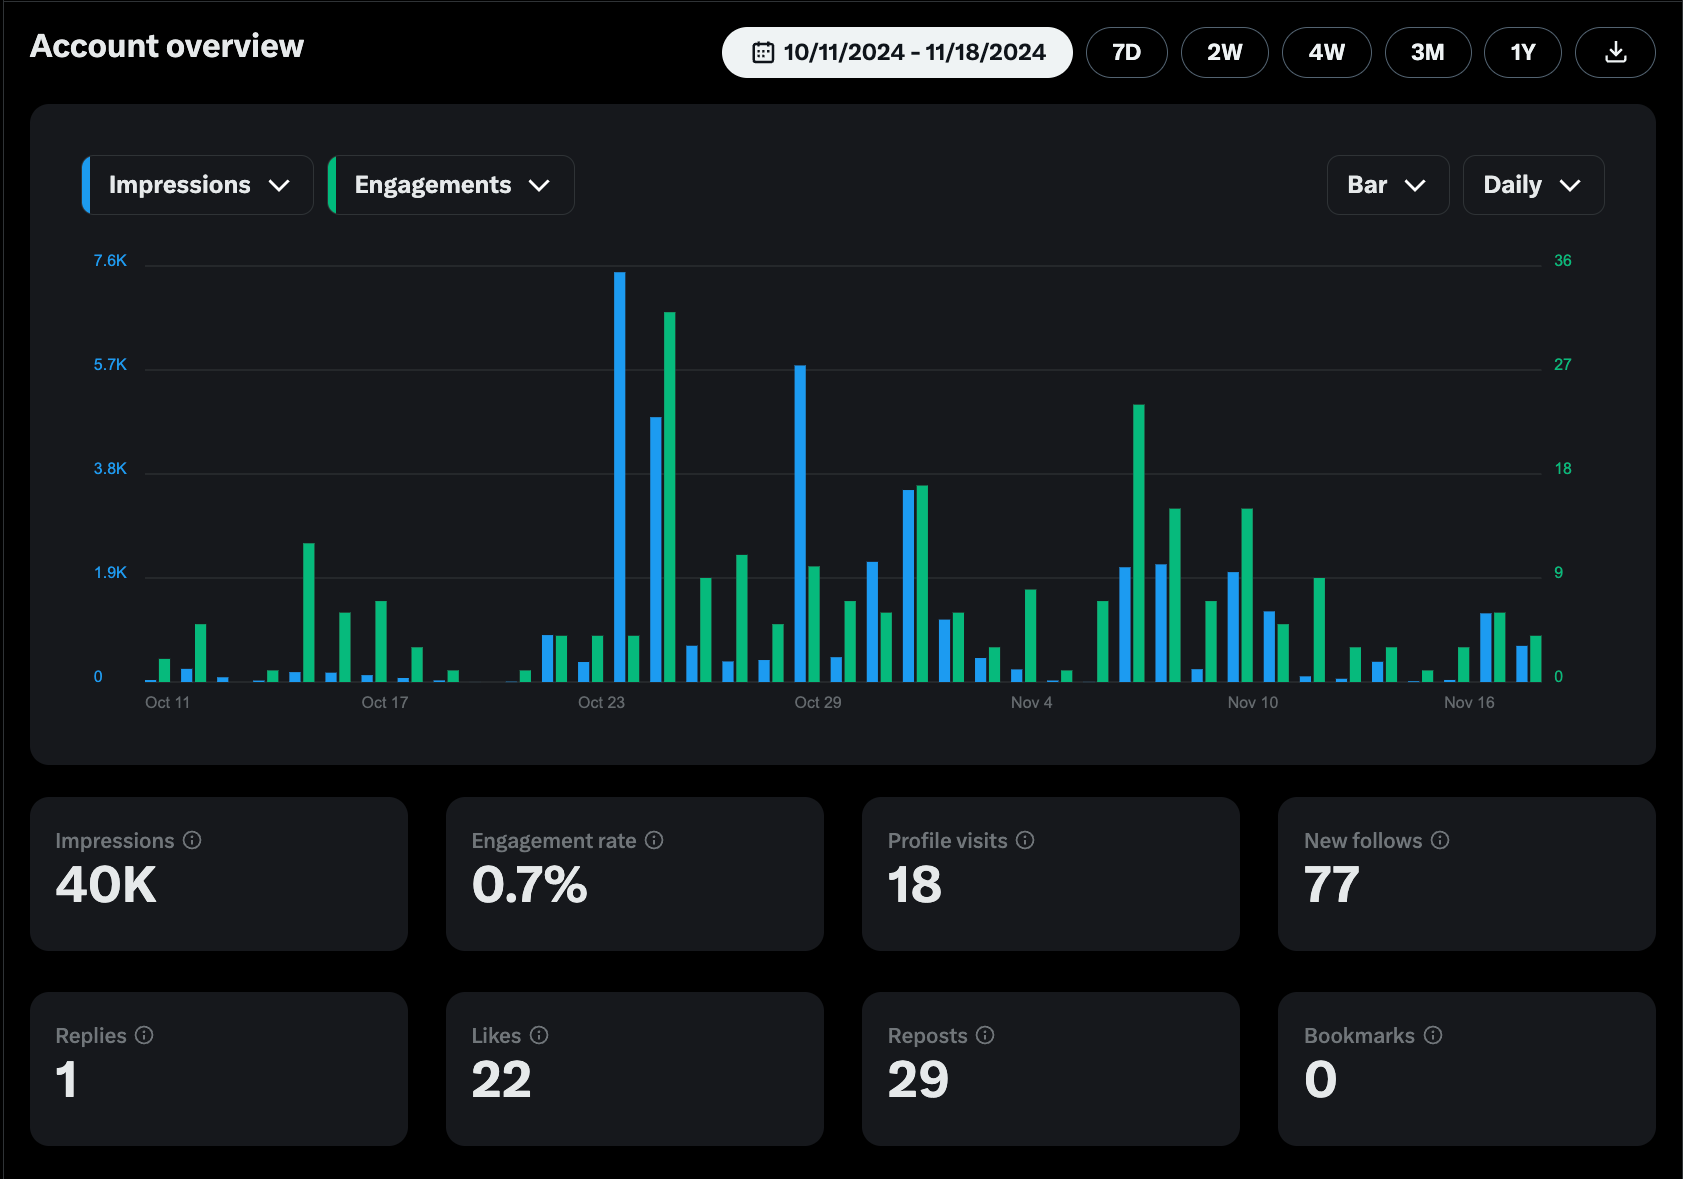 Account overview
10/11/2024 - 11/18/2024
7D
2W
4W
3M
1Y
Impressions
Engagements
Bar
Daily
7.6K
36
5.7K
27
3.8K
18
1.9K
9
0
0
Oct 11
Oct 17
Oct 23
Oct 29
Nov 4
Nov 10
Nov 16
Impressions
40K
Engagement rate
0.7%
Profile visits
18
New follows
77
Replies
1
Likes
22
Reposts
29
Bookmarks
0